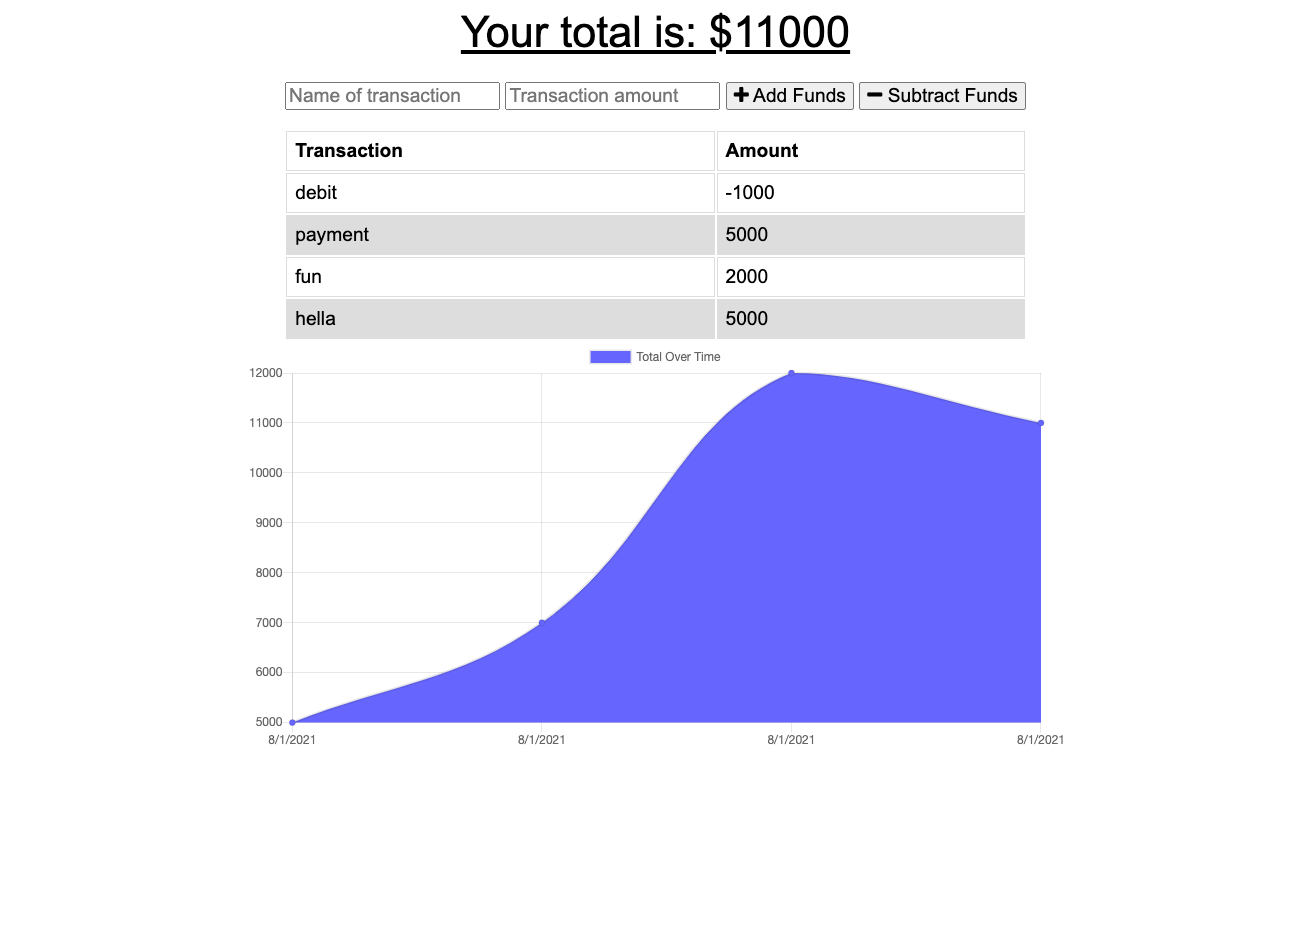 Your total is: $11000
Name of transaction Transaction amount Add Funds Subtract Funds
Transaction Amount
debit -1000
payment 5000
fun 2000
hella 5000
Total Over Time
12000
11000
10000
9000
8000
7000
6000
5000
8/1/2021 8/1/2021 8/1/2021 8/1/2021